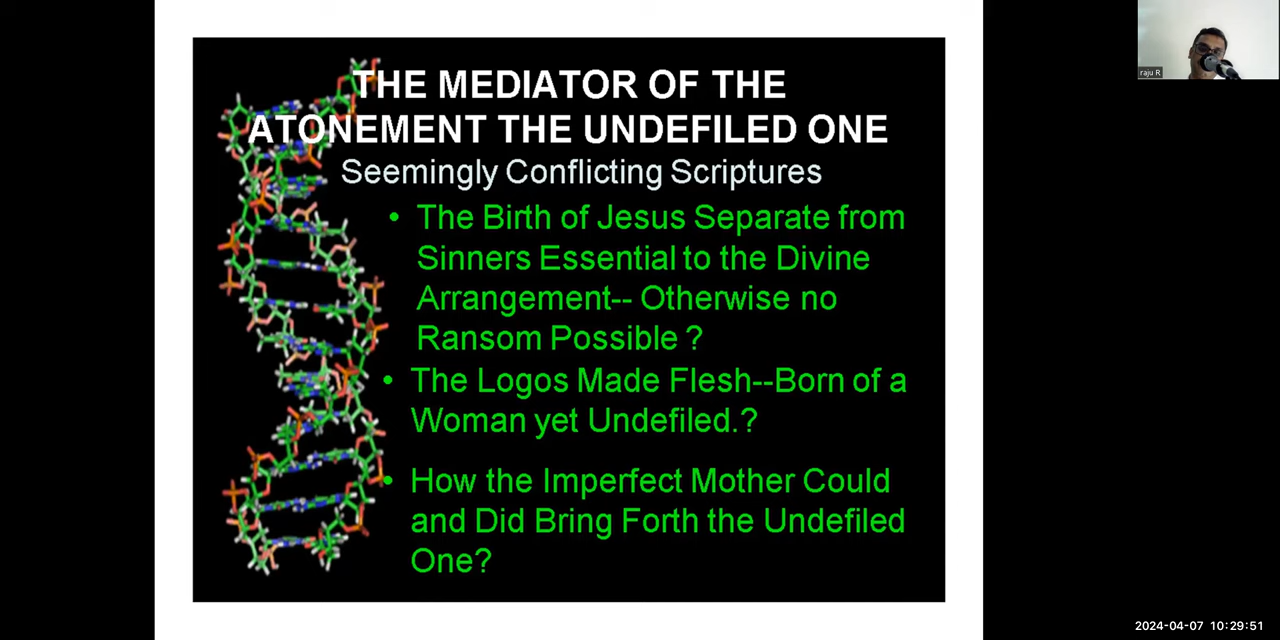 THE MEDIATOR OF THE
ATONEMENT THE UNDEFILED ONE
Seemingly Conflicting Scriptures
• The Birth of Jesus Separate from
Sinners Essential to the Divine
Arrangement-- Otherwise no
Ransom Possible ?
• The Logos Made Flesh--Born of a
Woman yet Undefiled.?
• How the Imperfect Mother Could
and Did Bring Forth the Undefiled
One?
raju R
2024-04-07 10:29:51